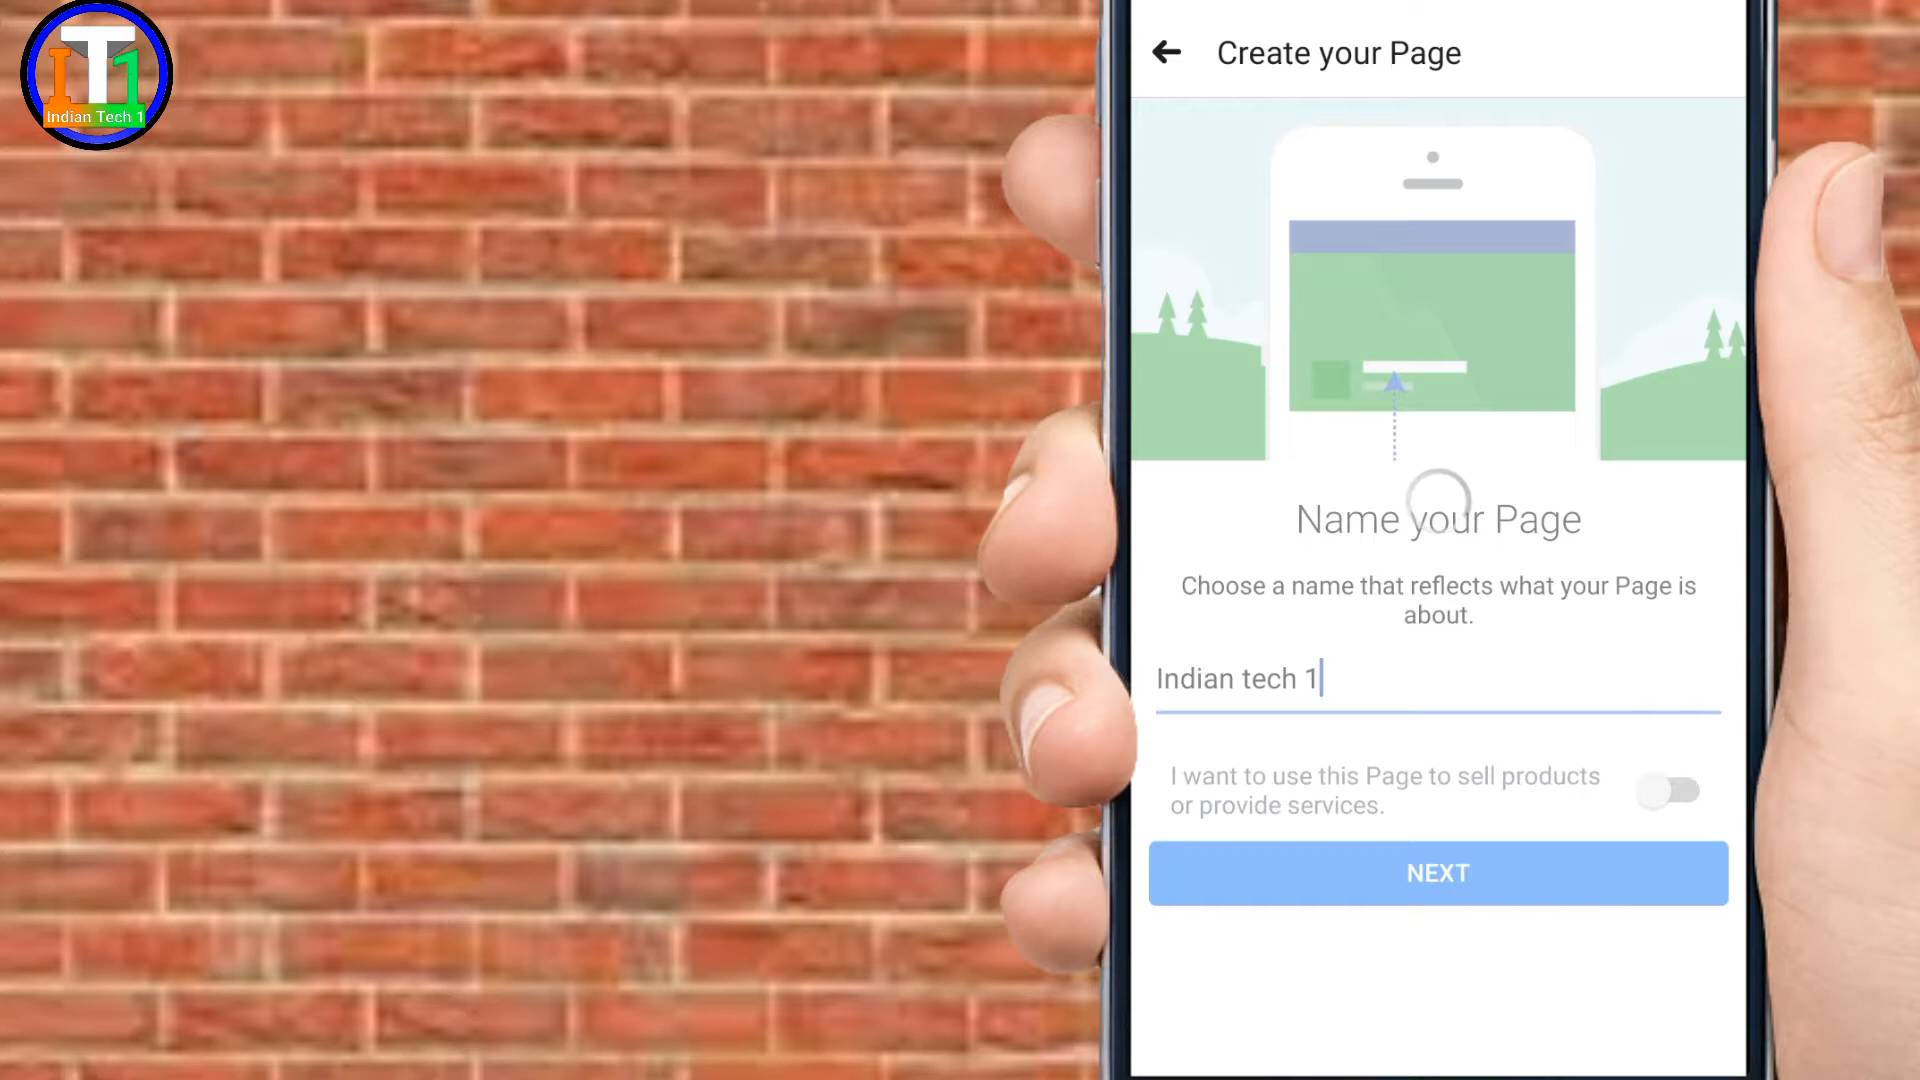 Indian Tech 1
Create your Page
Name your Page
Choose a name that reflects what your Page is
about.
Indian tech 1
I want to use this Page to sell products
or provide services.
NEXT